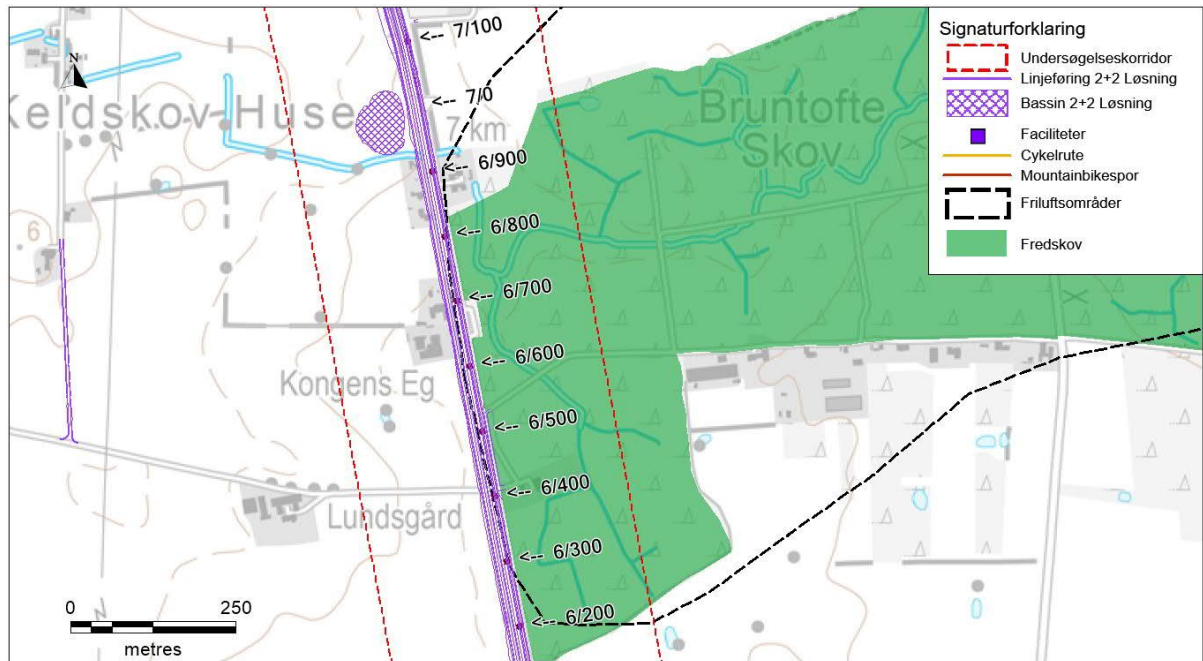 7/100
7/0
Keldskov Huse
7 km
6/900
Bruntofte
Skov
6/800
6
6/700
6/600
Kongens Eg
6/500
6/400
Lundsgård
6/300
6/200
0 250
metres
N
Signaturforklaring
Undersøgelseskorridor
Linjeføring 2+2 Løsning
Bassin 2+2 Løsning
Faciliteter
Cykelrute
Mountainbikespor
Friluftsområder
Fredskov